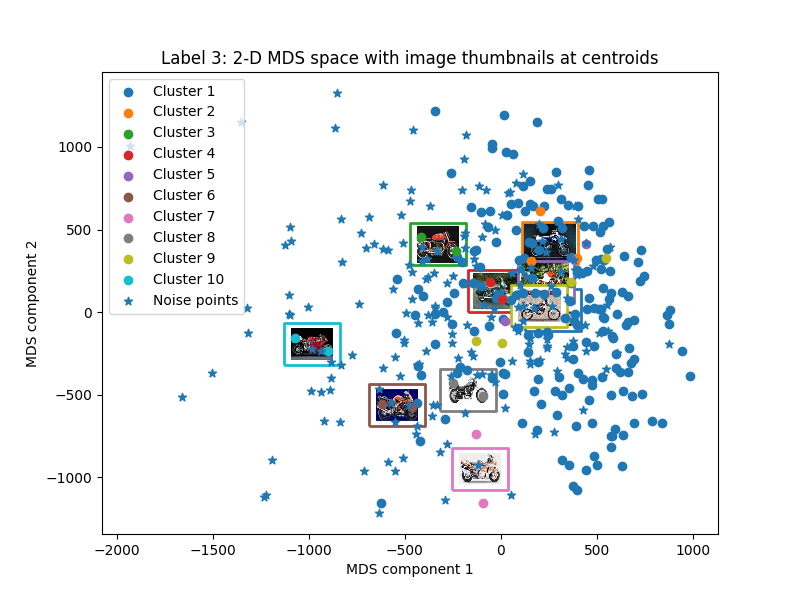 Label 3: 2-D MDS space with image thumbnails at centroids
MDS component 2
1000
500
0
−500
−1000
Cluster 1
Cluster 2
Cluster 3
Cluster 4
Cluster 5
Cluster 6
Cluster 7
Cluster 8
Cluster 9
Cluster 10
Noise points
−2000 −1500 −1000 −500 0 500 1000
MDS component 1